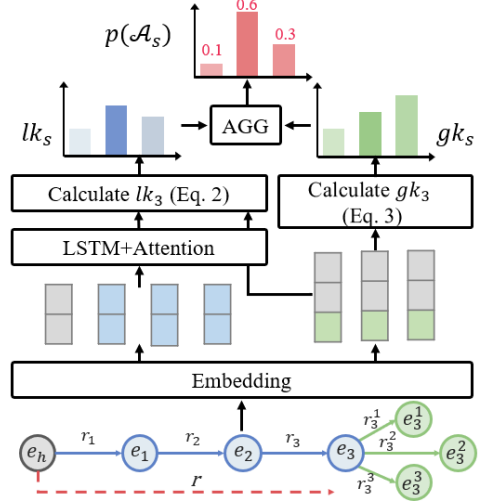 0.6
p(𝒜ₛ)
0.1
0.3
lkₛ
AGG
gkₛ
Calculate lk₃ (Eq. 2)
Calculate gk₃
(Eq. 3)
LSTM+Attention
Embedding
e_h
r₁
e₁
r₂
e₂
r₃
e₃
r₃¹
e₃¹
r₃²
e₃²
r₃³
e₃³
r